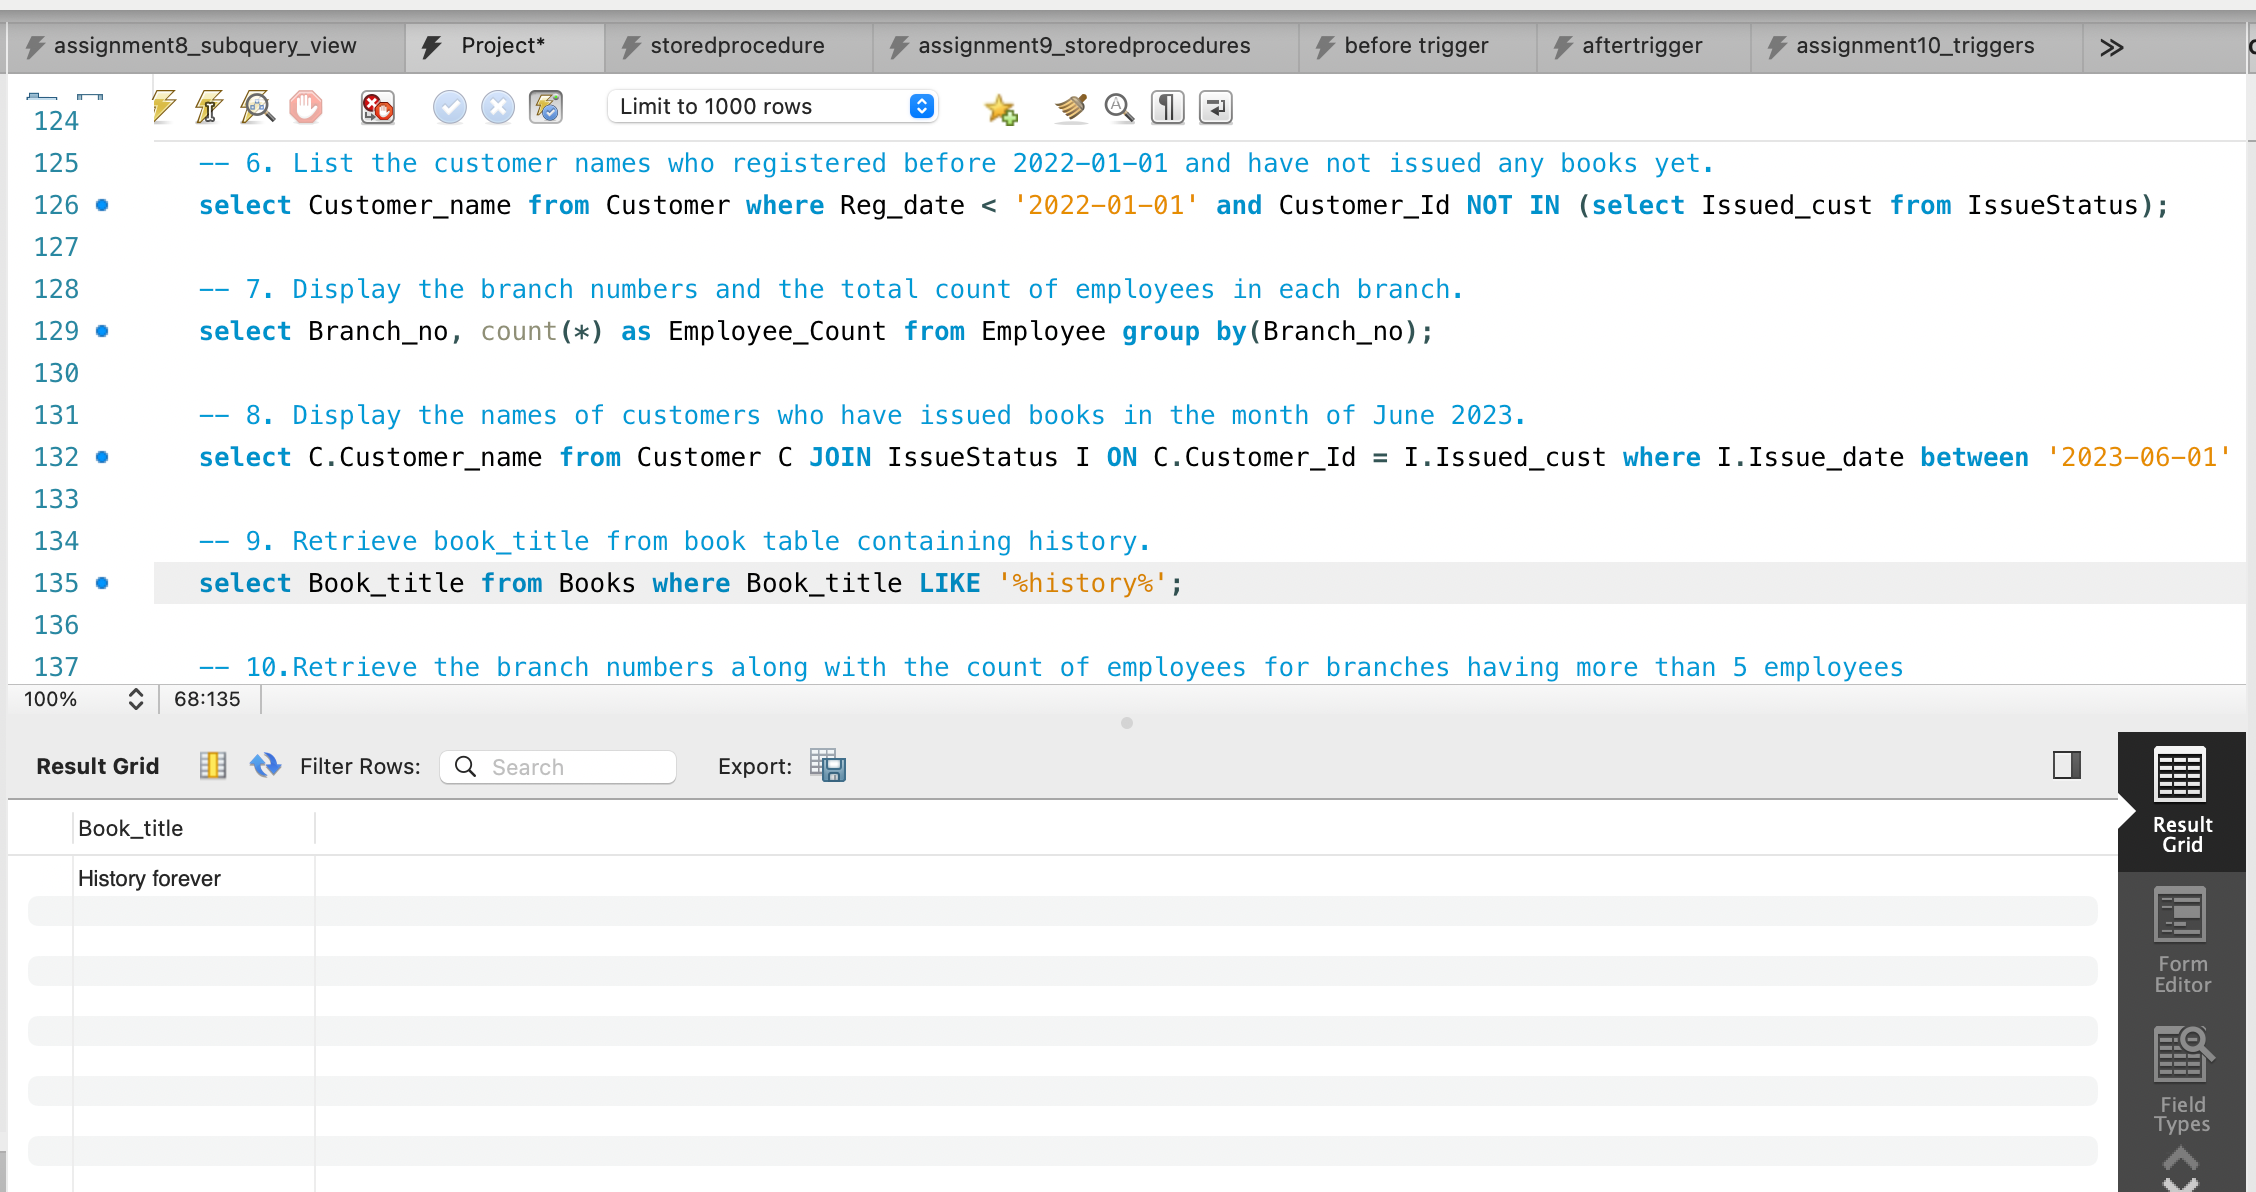 assignment8_subquery_view Project* storedprocedure assignment9_storedprocedures before trigger aftertrigger assignment10_triggers
Limit to 1000 rows
124
125 -- 6. List the customer names who registered before 2022-01-01 and have not issued any books yet.
126 select Customer_name from Customer where Reg_date < '2022-01-01' and Customer_Id NOT IN (select Issued_cust from IssueStatus);
127
128 -- 7. Display the branch numbers and the total count of employees in each branch.
129 select Branch_no, count(*) as Employee_Count from Employee group by(Branch_no);
130
131 -- 8. Display the names of customers who have issued books in the month of June 2023.
132 select C.Customer_name from Customer C JOIN IssueStatus I ON C.Customer_Id = I.Issued_cust where I.Issue_date between '2023-06-01'
133
134 -- 9. Retrieve book_title from book table containing history.
135 select Book_title from Books where Book_title LIKE '%history%';
136
137 -- 10.Retrieve the branch numbers along with the count of employees for branches having more than 5 employees
100% 68:135
Result Grid Filter Rows: Search Export:
Book_title
History forever
Result
Grid
Form
Editor
Field
Types